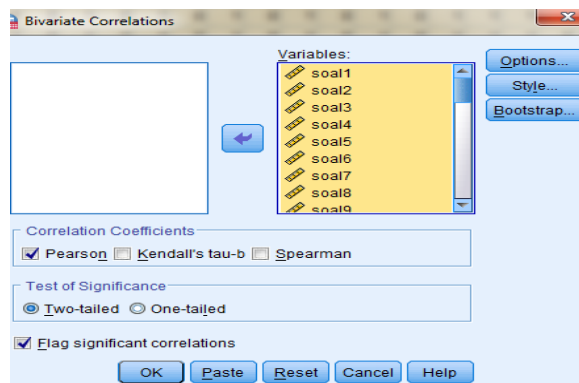 Bivariate Correlations
Variables:
soal1
soal2
soal3
soal4
soal5
soal6
soal7
soal8
soal9
Options...
Style...
Bootstrap...
Correlation Coefficients
Pearson Kendall's tau-b Spearman
Test of Significance
Two-tailed One-tailed
Flag significant correlations
OK Paste Reset Cancel Help